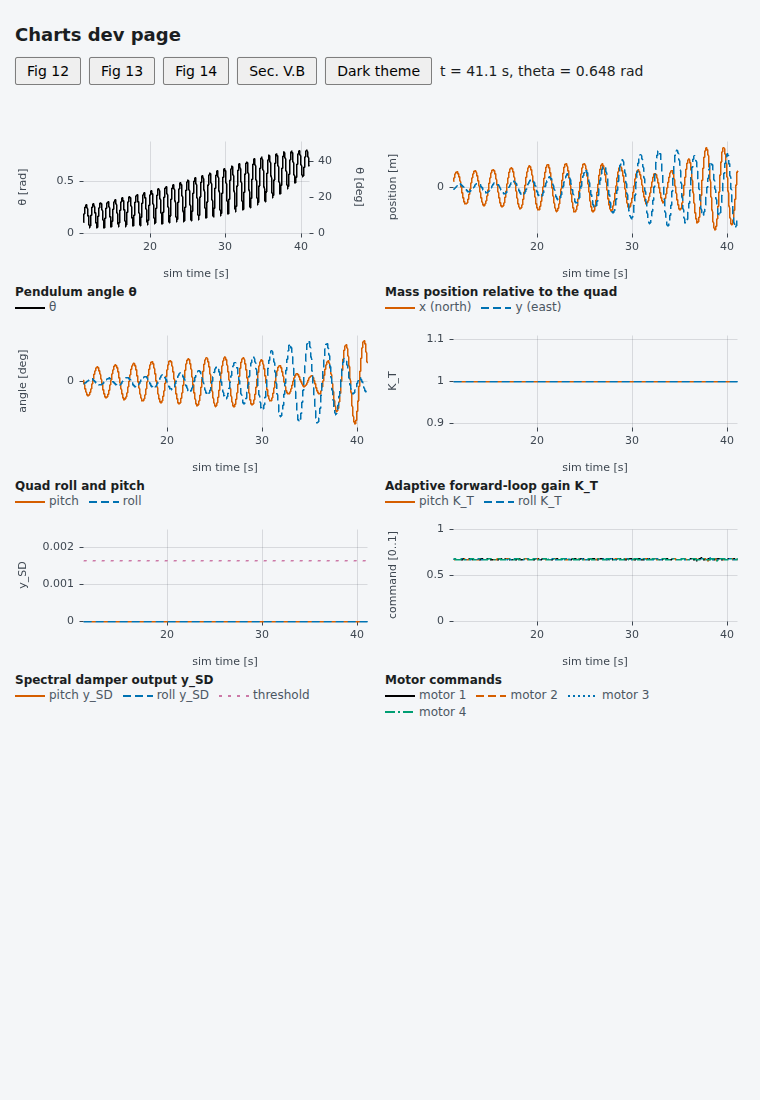 Charts dev page
Fig 12 Fig 13 Fig 14 Sec. V.B Dark theme t = 41.1 s, theta = 0.648 rad
θ [rad]
0.5
0
40
20
0
θ [deg]
20 30 40
sim time [s]
Pendulum angle θ
θ
position [m]
0
20 30 40
sim time [s]
Mass position relative to the quad
x (north) y (east)
angle [deg]
0
20 30 40
sim time [s]
Quad roll and pitch
pitch roll
K_T
1.1
1
0.9
20 30 40
sim time [s]
Adaptive forward-loop gain K_T
pitch K_T roll K_T
y_SD
0.002
0.001
0
20 30 40
sim time [s]
Spectral damper output y_SD
pitch y_SD roll y_SD threshold
command [0..1]
1
0.5
0
20 30 40
sim time [s]
Motor commands
motor 1 motor 2 motor 3
motor 4